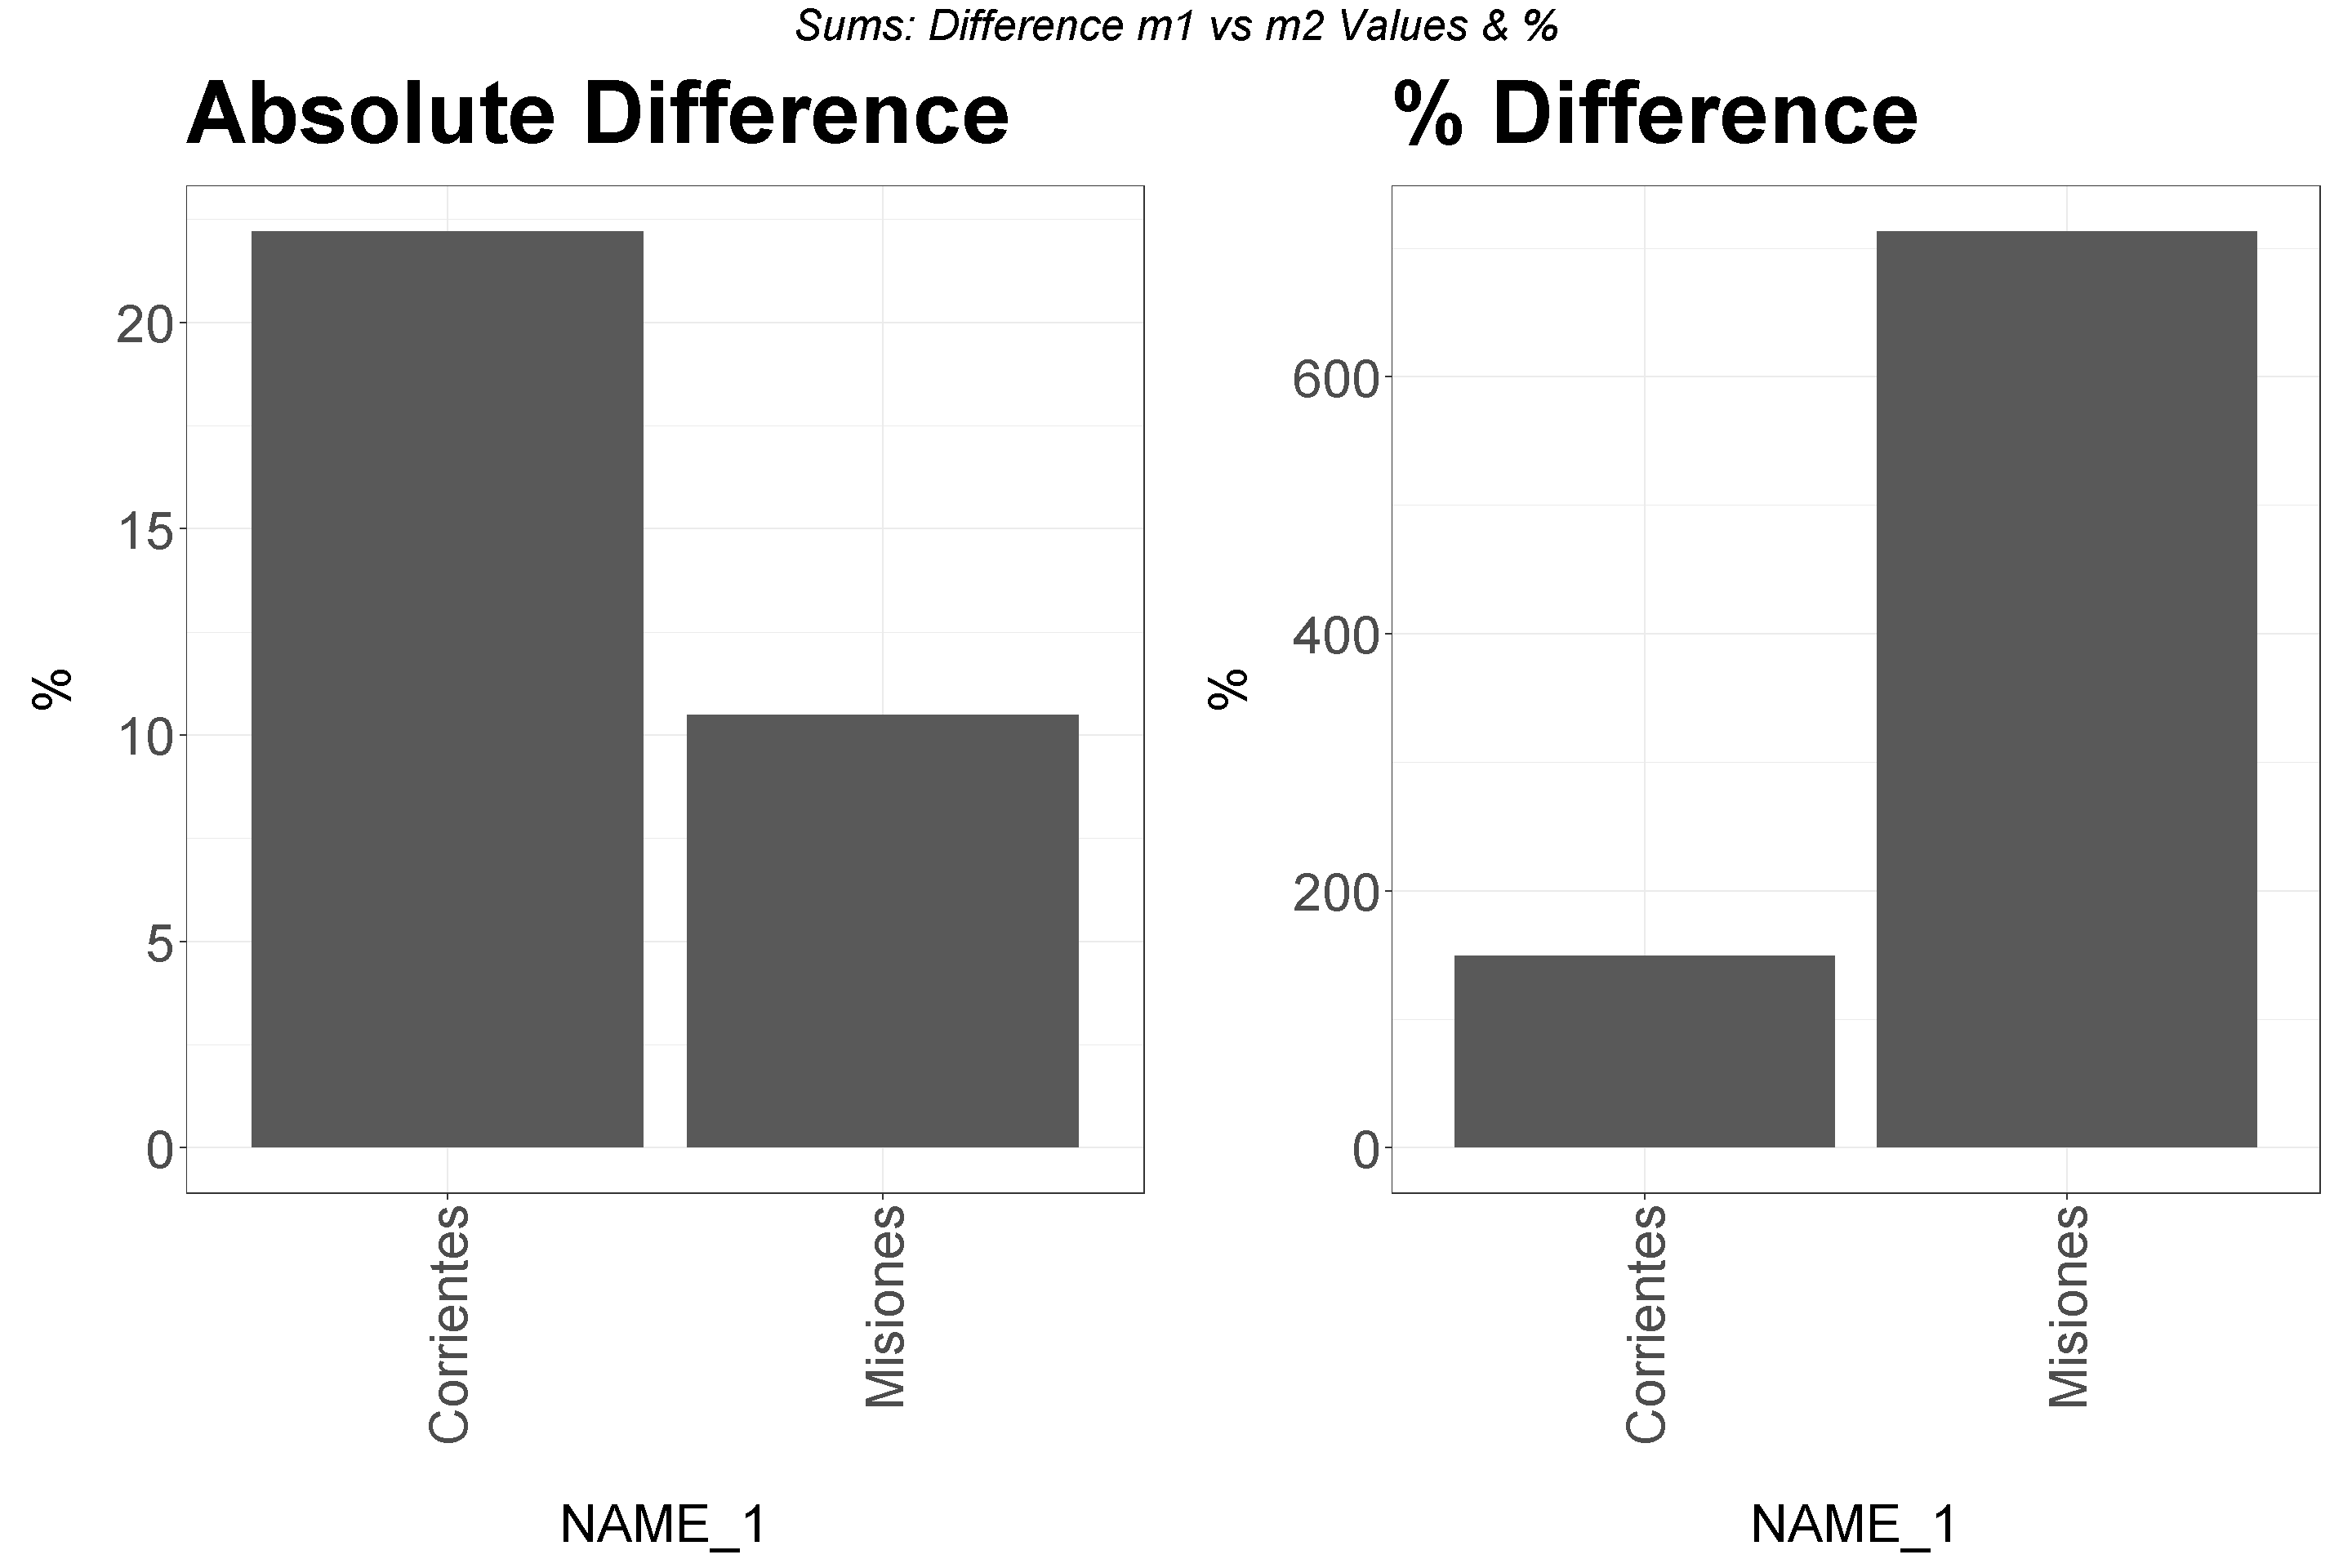 Sums: Difference m1 vs m2 Values & %
Absolute Difference
%
20
15
10
5
0
Corrientes
Misiones
NAME_1
% Difference
%
600
400
200
0
Corrientes
Misiones
NAME_1